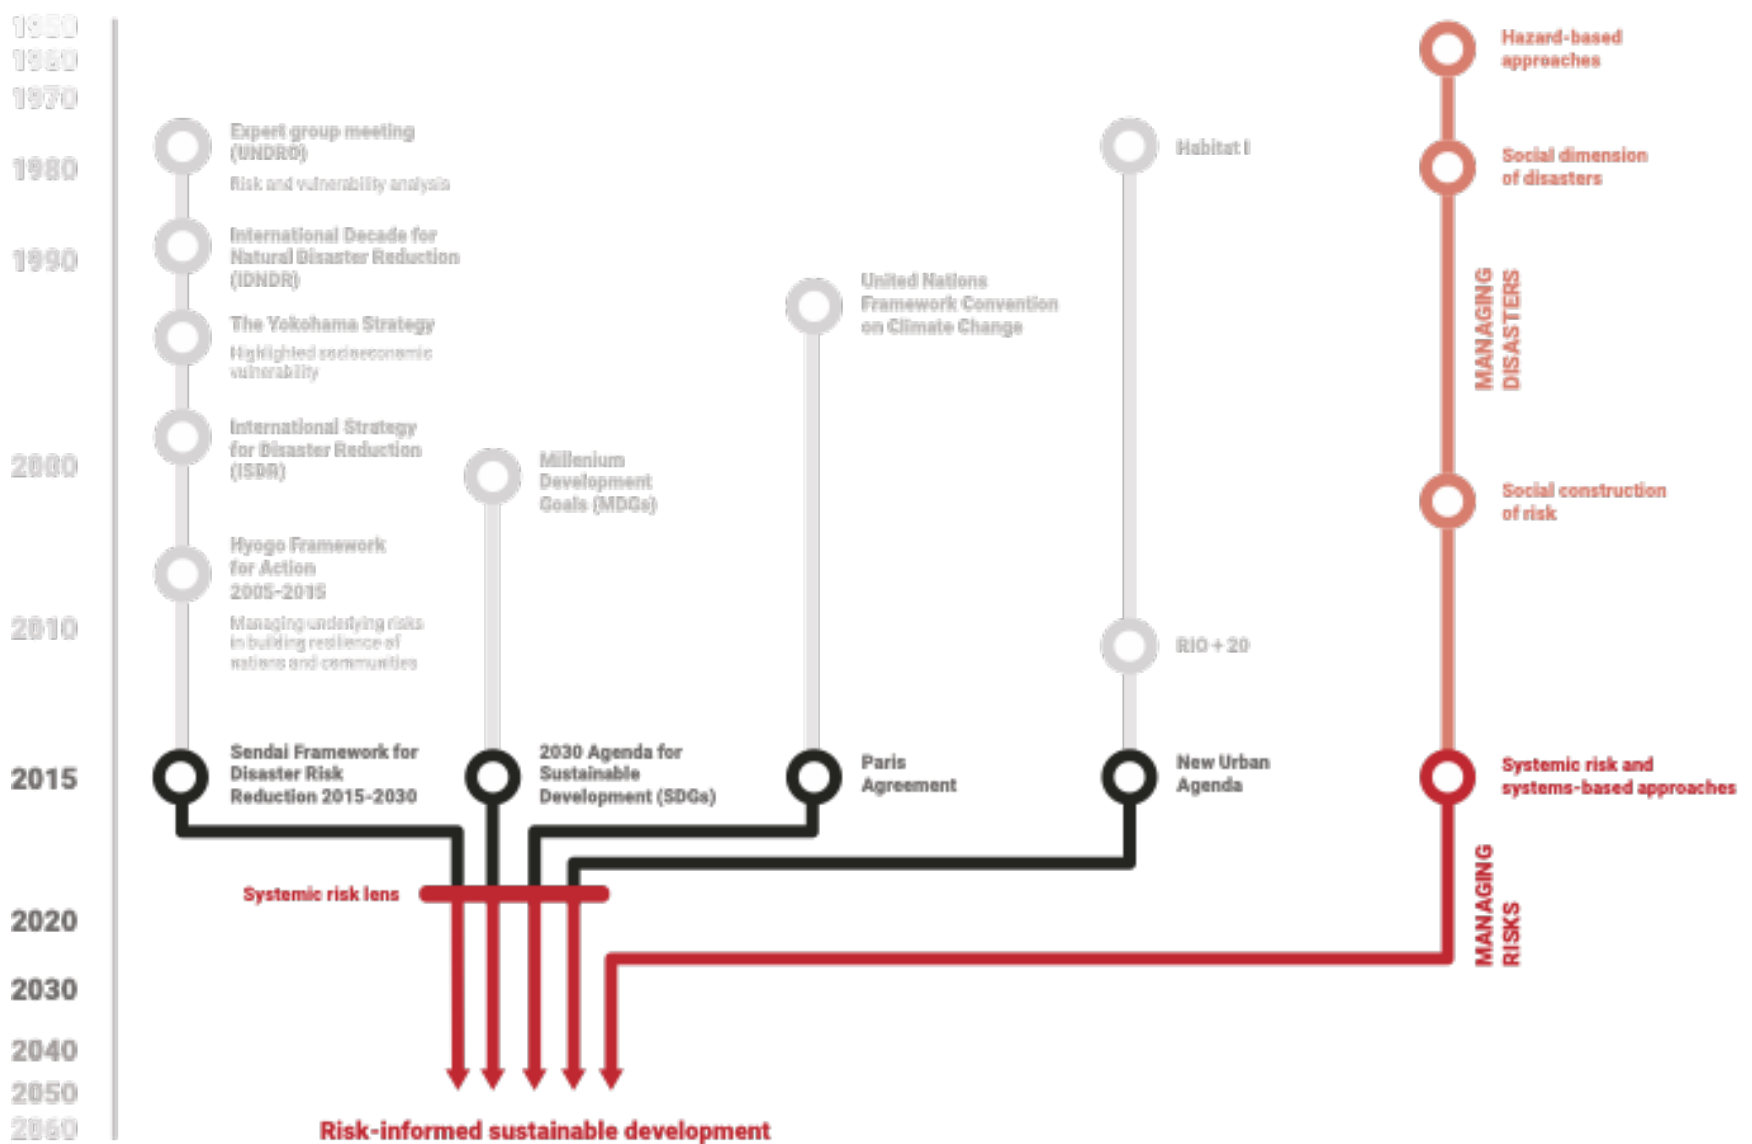 1950
1960
1970
1980
1990
2000
2010
2015
2020
2030
2040
2050
2060
Expert group meeting
(UNDRO)
Risk and vulnerability analysis
International Decade for
Natural Disaster Reduction
(IDNDR)
The Yokohama Strategy
Highlighted socioeconomic
vulnerability
International Strategy
for Disaster Reduction
(ISDR)
Hyogo Framework
for Action
2005-2015
Managing underlying risks
in building resilience of
nations and communities
Sendai Framework for
Disaster Risk
Reduction 2015-2030
Millenium
Development
Goals (MDGs)
2030 Agenda for
Sustainable
Development (SDGs)
United Nations
Framework Convention
on Climate Change
Paris
Agreement
Habitat I
RIO + 20
New Urban
Agenda
Hazard-based
approaches
Social dimension
of disasters
MANAGING
DISASTERS
Social construction
of risk
Systemic risk and
systems-based approaches
MANAGING
RISKS
Systemic risk lens
Risk-informed sustainable development